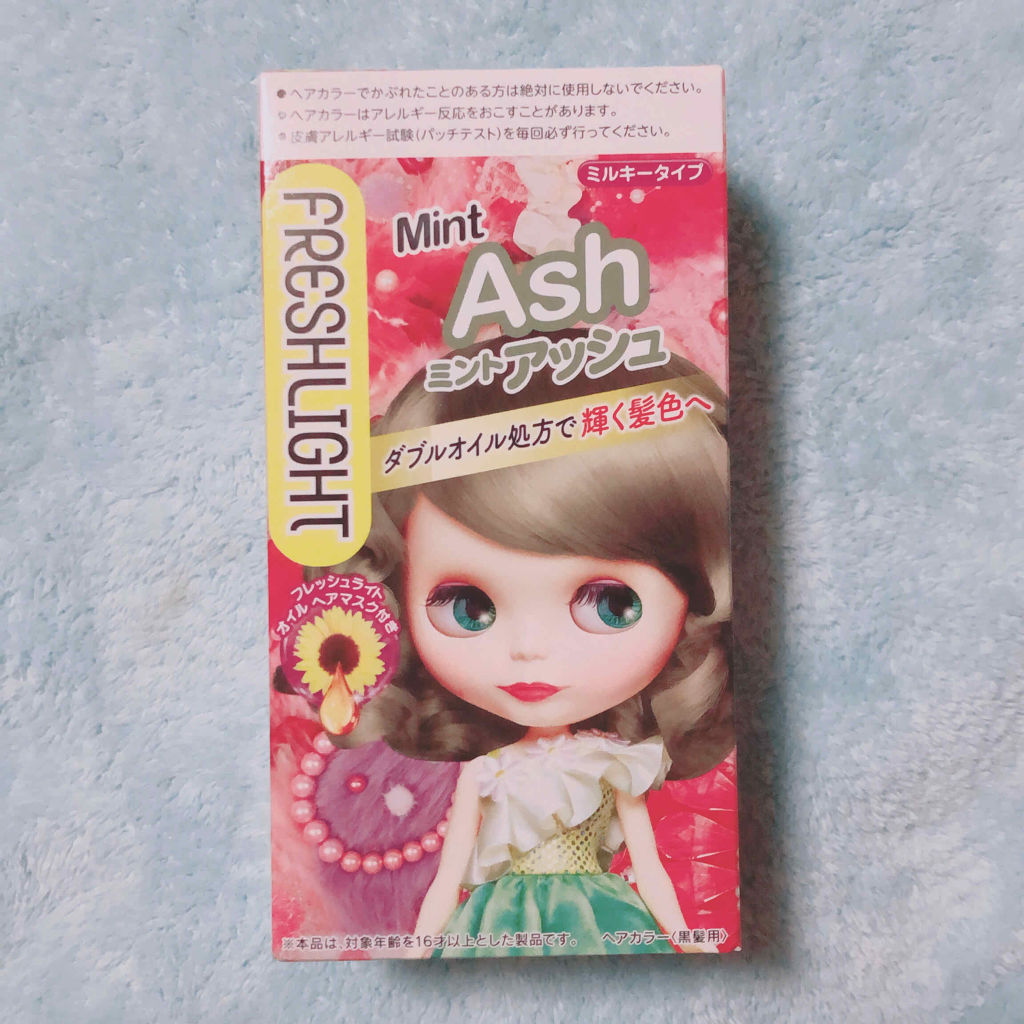 ● ヘアカラーでかぶれたことのある方は絶対に使用しないでください。
● ヘアカラーはアレルギー反応をおこすことがあります。
● 皮膚アレルギー試験(パッチテスト)を毎回必ず行ってください。
ミルキータイプ
FRESHLIGHT
Mint
Ash
ミントアッシュ
ダブルオイル処方で輝く髪色へ
フレッシュライト
オイルヘアマスク付き
※本品は、対象年齢を16才以上とした製品です。
ヘアカラー〈黒髪用〉